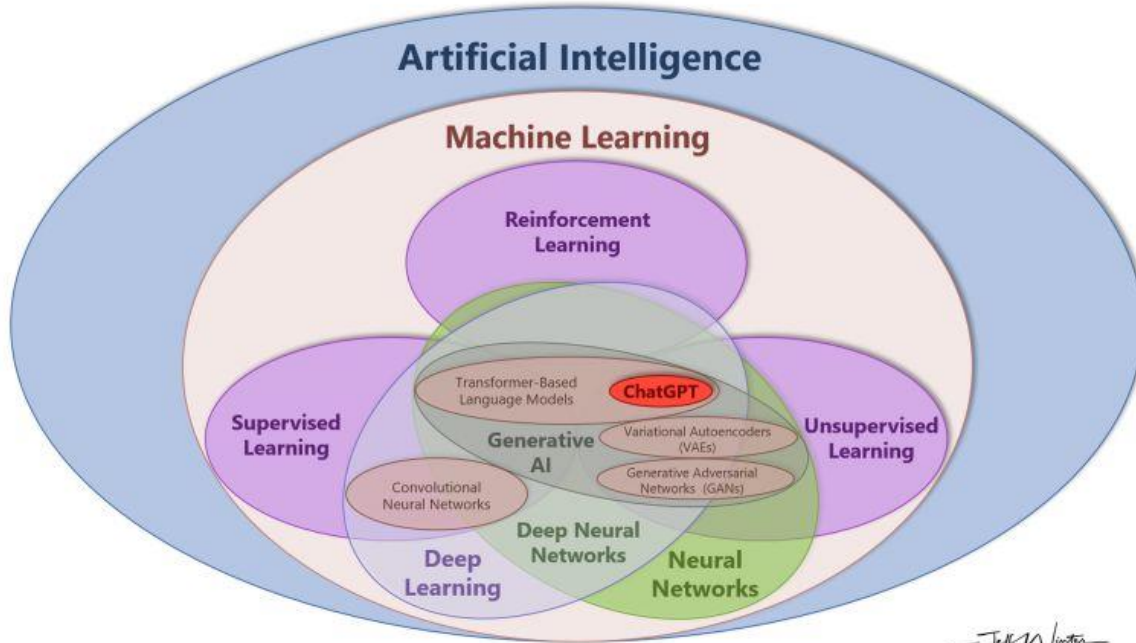 Artificial Intelligence
Machine Learning
Reinforcement
Learning
Transformer-Based
Language Models
ChatGPT
Supervised
Learning
Generative
AI
Variational Autoencoders
(VAEs)
Unsupervised
Learning
Convolutional
Neural Networks
Generative Adversarial
Networks (GANs)
Deep Neural
Networks
Deep
Learning
Neural
Networks